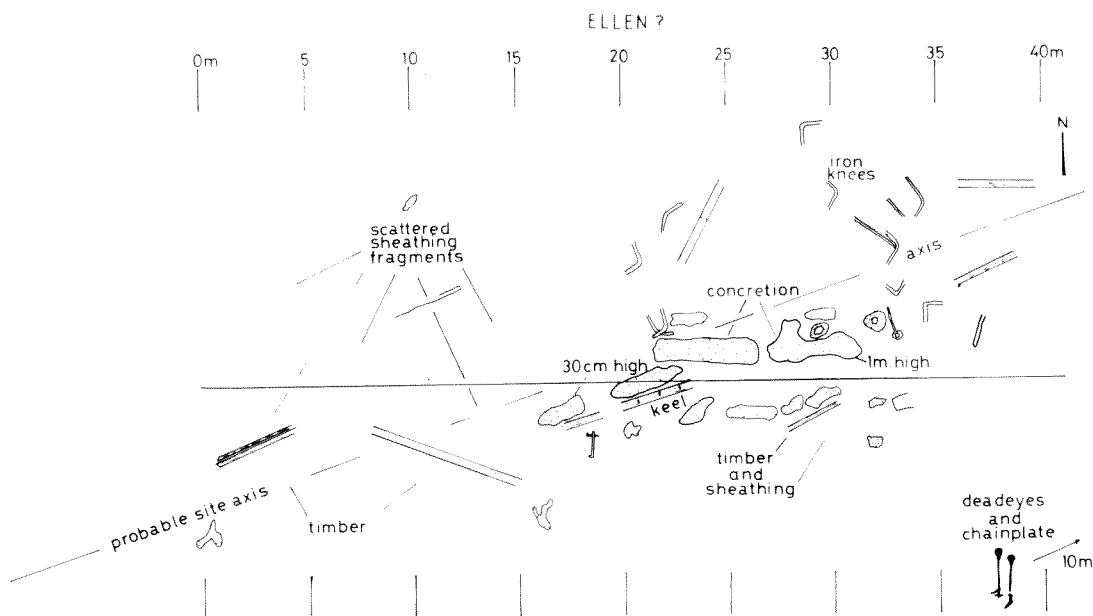 ELLEN ?
0m 5 10 15 20 25 30 35 40m
N
iron
knees
scattered
sheathing
fragments
axis
concretion
30cm high
1m. high
keel
timber
and
sheathing
probable site axis
timber
deadeyes
and
chainplate
10m